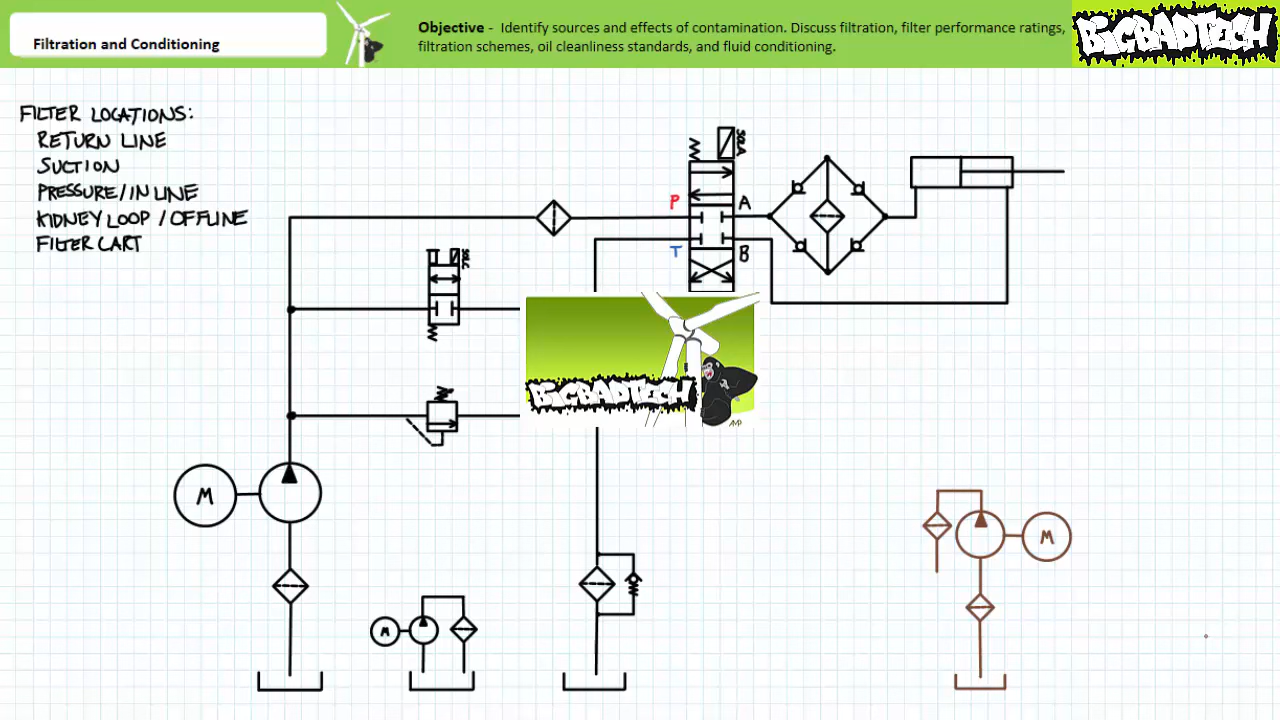 Filtration and Conditioning
Objective - Identify sources and effects of contamination. Discuss filtration, filter performance ratings,
filtration schemes, oil cleanliness standards, and fluid conditioning.
BIGBADTECH
FILTER LOCATIONS:
RETURN LINE
SUCTION
PRESSURE/IN LINE
KIDNEY LOOP / OFFLINE
FILTER CART
SOLA
P
A
T
B
SOLC
BIGBADTECH
M
M
M